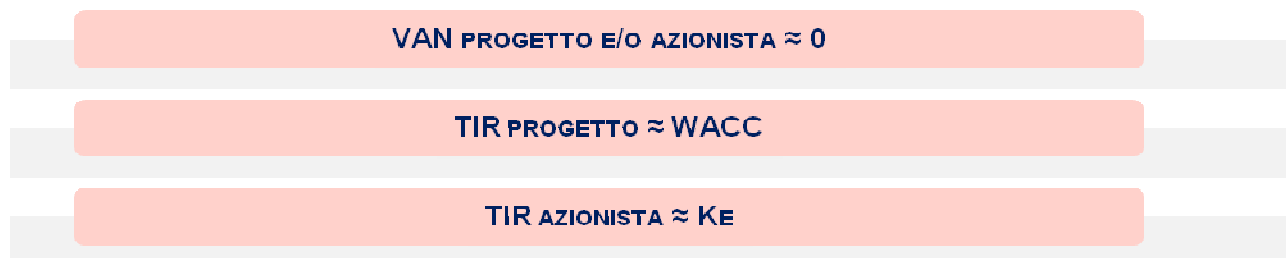 VAN PROGETTO E/O AZIONISTA ≈ 0
TIR PROGETTO ≈ WACC
TIR AZIONISTA ≈ KE